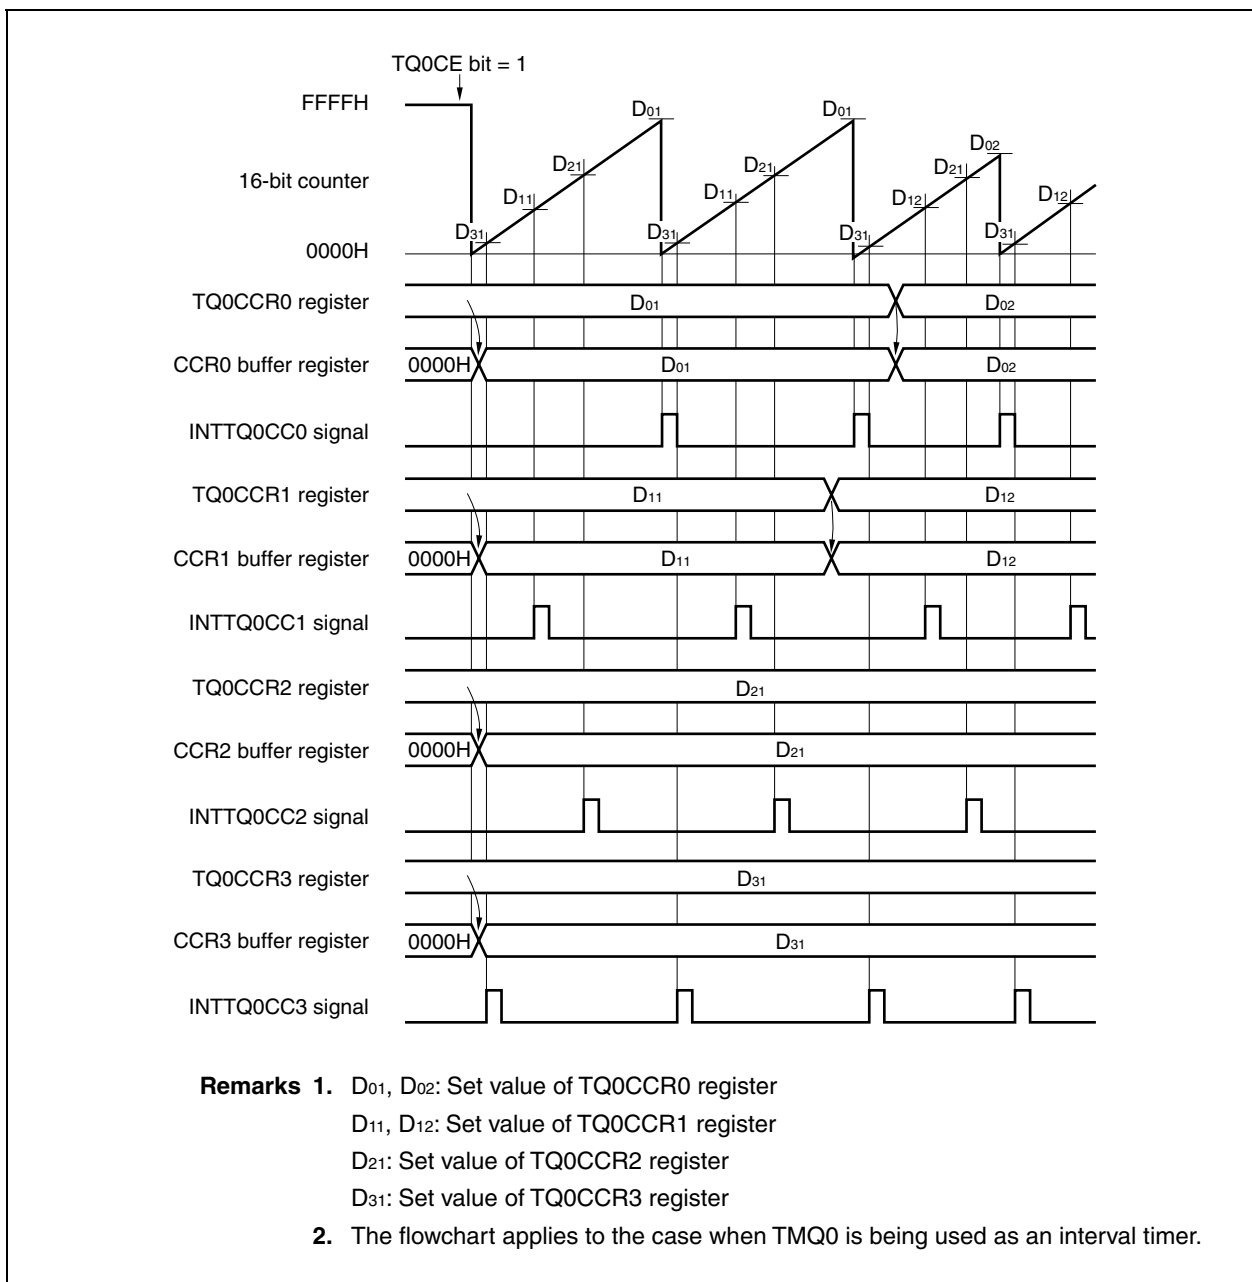 TQ0CE bit = 1
FFFFH
D01 D01
D02
D21 D21 D21
16-bit counter
D11 D11 D12 D12
D31 D31 D31 D31
0000H
TQ0CCR0 register D01 D02
CCR0 buffer register 0000H D01 D02
INTTQ0CC0 signal
TQ0CCR1 register D11 D12
CCR1 buffer register 0000H D11 D12
INTTQ0CC1 signal
TQ0CCR2 register D21
CCR2 buffer register 0000H D21
INTTQ0CC2 signal
TQ0CCR3 register D31
CCR3 buffer register 0000H D31
INTTQ0CC3 signal
Remarks 1. D01, D02: Set value of TQ0CCR0 register
D11, D12: Set value of TQ0CCR1 register
D21: Set value of TQ0CCR2 register
D31: Set value of TQ0CCR3 register
2. The flowchart applies to the case when TMQ0 is being used as an interval timer.